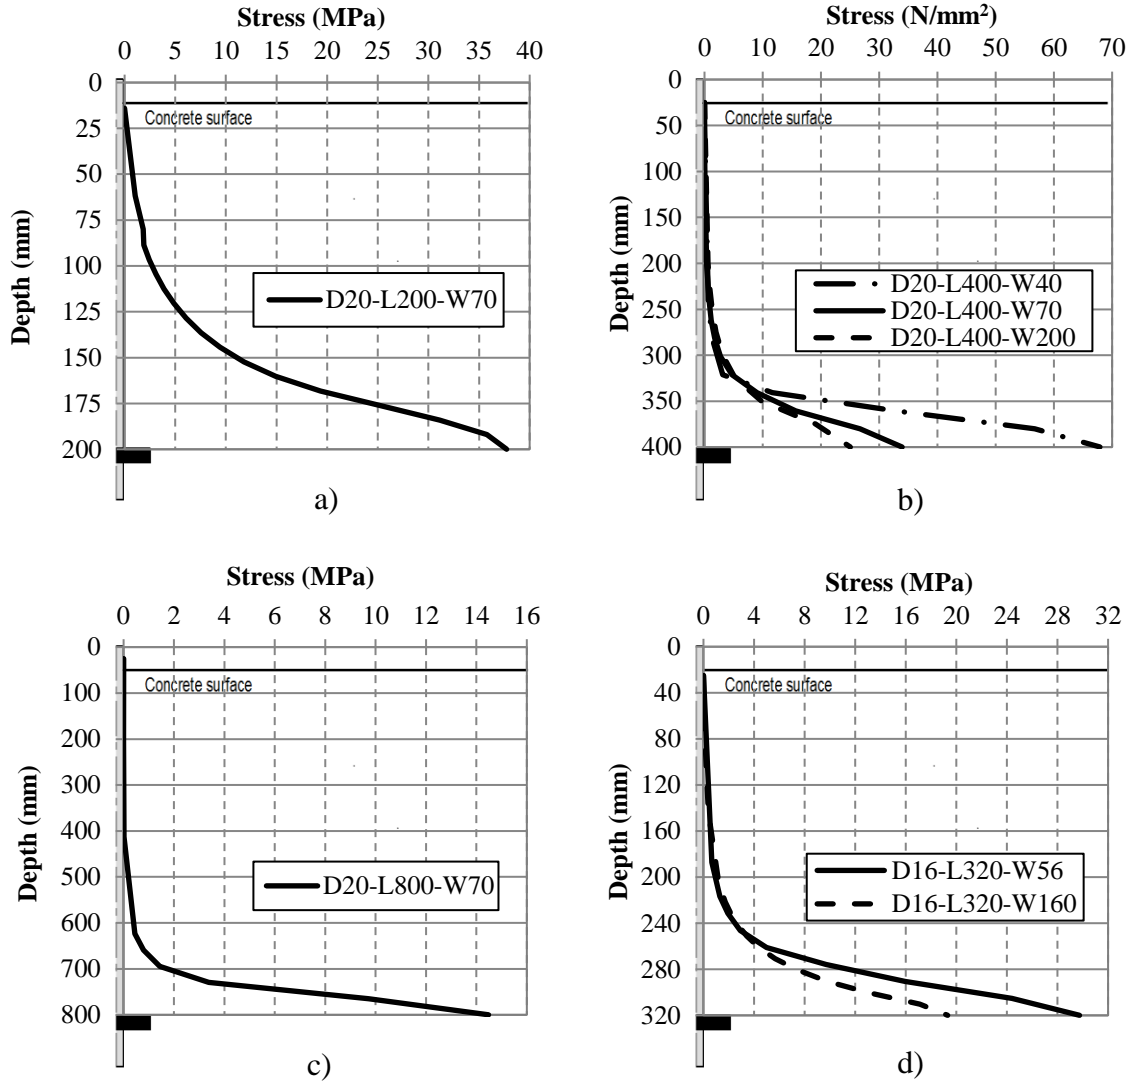 Stress (MPa)
0 5 10 15 20 25 30 35 40
0
25
50
75
100
125
150
175
200
Depth (mm)
Concrete surface
D20-L200-W70
a)
Stress (N/mm²)
0 10 20 30 40 50 60 70
0
50
100
150
200
250
300
350
400
Depth (mm)
Concrete surface
D20-L400-W40
D20-L400-W70
D20-L400-W200
b)
Stress (MPa)
0 2 4 6 8 10 12 14 16
0
100
200
300
400
500
600
700
800
Depth (mm)
Concrete surface
D20-L800-W70
c)
Stress (MPa)
0 4 8 12 16 20 24 28 32
0
40
80
120
160
200
240
280
320
Depth (mm)
Concrete surface
D16-L320-W56
D16-L320-W160
d)